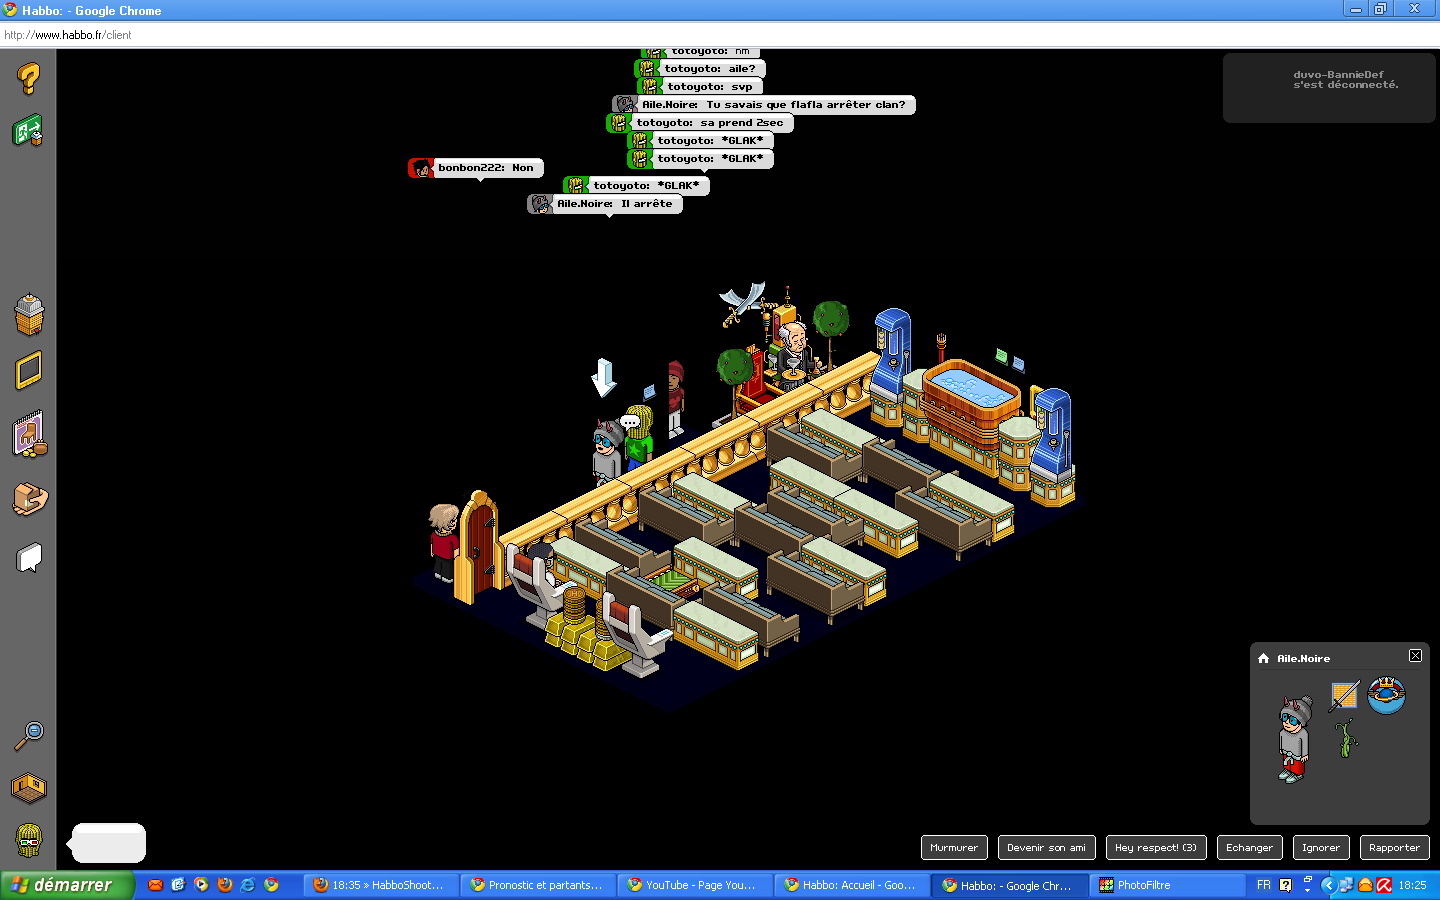 Habbo: - Google Chrome
http://www.habbo.fr/client
totoyoto: hm
totoyoto: aile?
totoyoto: svp
Aile.Noire: Tu savais que flafla arrêter clan?
totoyoto: sa prend 2sec
totoyoto: *GLAK*
totoyoto: *GLAK*
bonbon222: Non
totoyoto: *GLAK*
Aile.Noire: Il arrête
duvo-BannieDef
s'est déconnecté.
Aile.Noire
Murmurer
Devenir son ami
Hey respect! (3)
Echanger
Ignorer
Rapporter
démarrer
18:35 » HabboShoot...
Pronostic et partants...
YouTube - Page You...
Habbo: Accueil - Goo...
Habbo: - Google Chr...
PhotoFiltre
FR
18:25